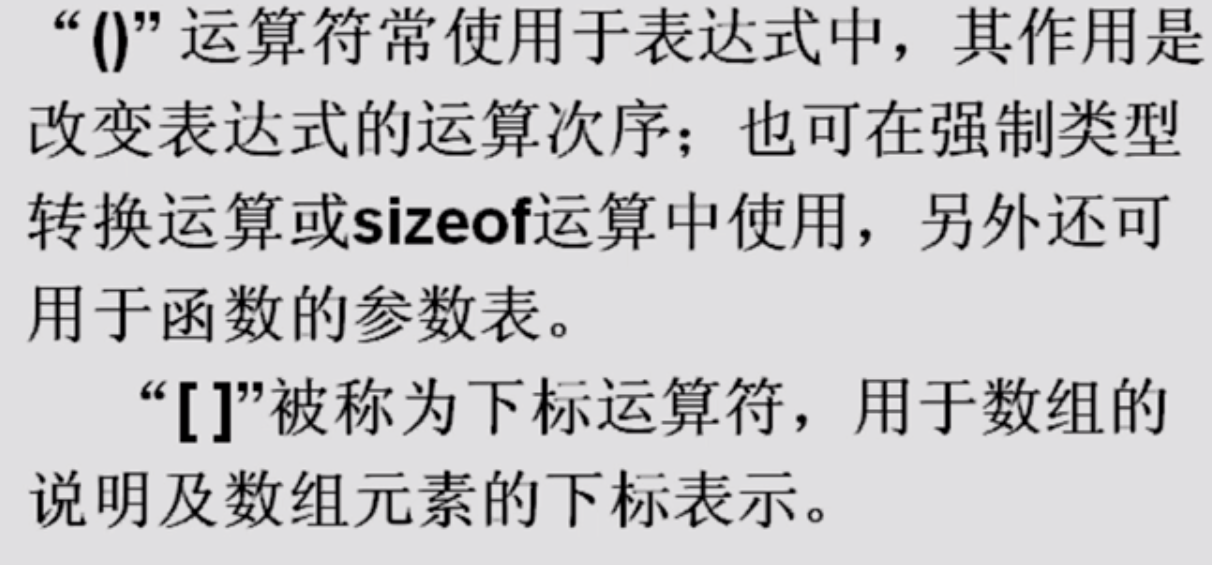 “()” 运算符常使用于表达式中，其作用是
改变表达式的运算次序；也可在强制类型
转换运算或sizeof运算中使用，另外还可
用于函数的参数表。
“[ ]”被称为下标运算符，用于数组的
说明及数组元素的下标表示。